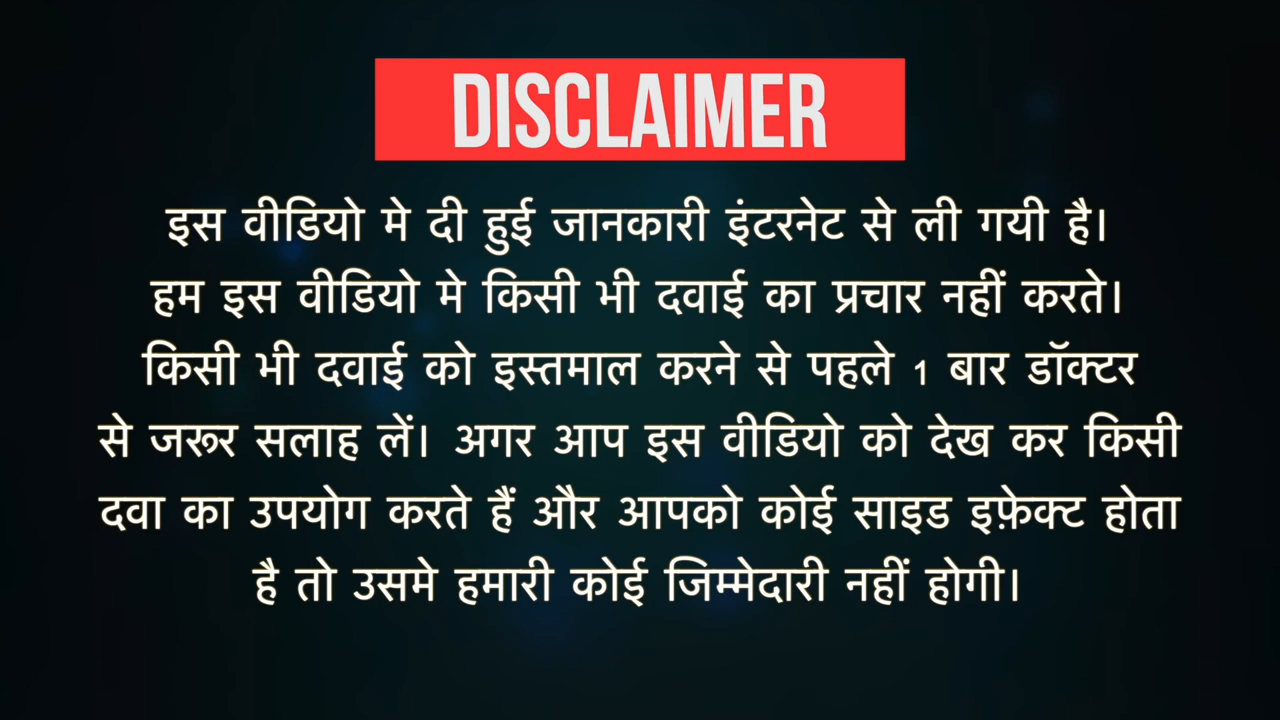 DISCLAIMER
इस वीडियो मे दी हुई जानकारी इंटरनेट से ली गयी है।
हम इस वीडियो मे किसी भी दवाई का प्रचार नहीं करते।
किसी भी दवाई को इस्तमाल करने से पहले 1 बार डॉक्टर
से जरूर सलाह लें। अगर आप इस वीडियो को देख कर किसी
दवा का उपयोग करते हैं और आपको कोई साइड इफ़ेक्ट होता
है तो उसमे हमारी कोई जिम्मेदारी नहीं होगी।